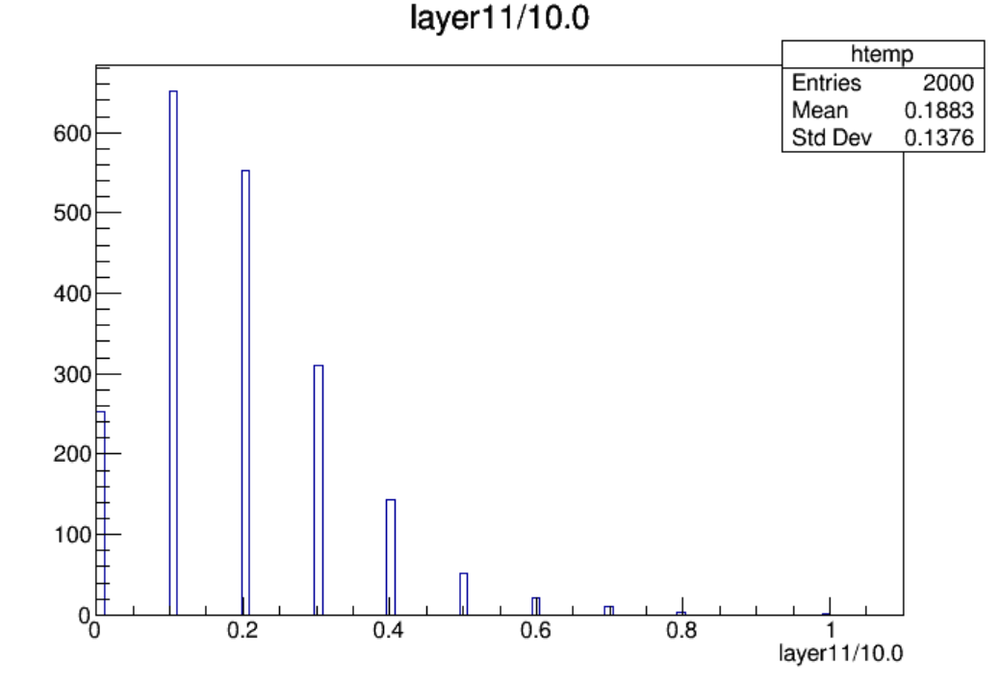 layer11/10.0
htemp
Entries 2000
Mean 0.1883
Std Dev 0.1376
600
500
400
300
200
100
0
0 0.2 0.4 0.6 0.8 1
layer11/10.0